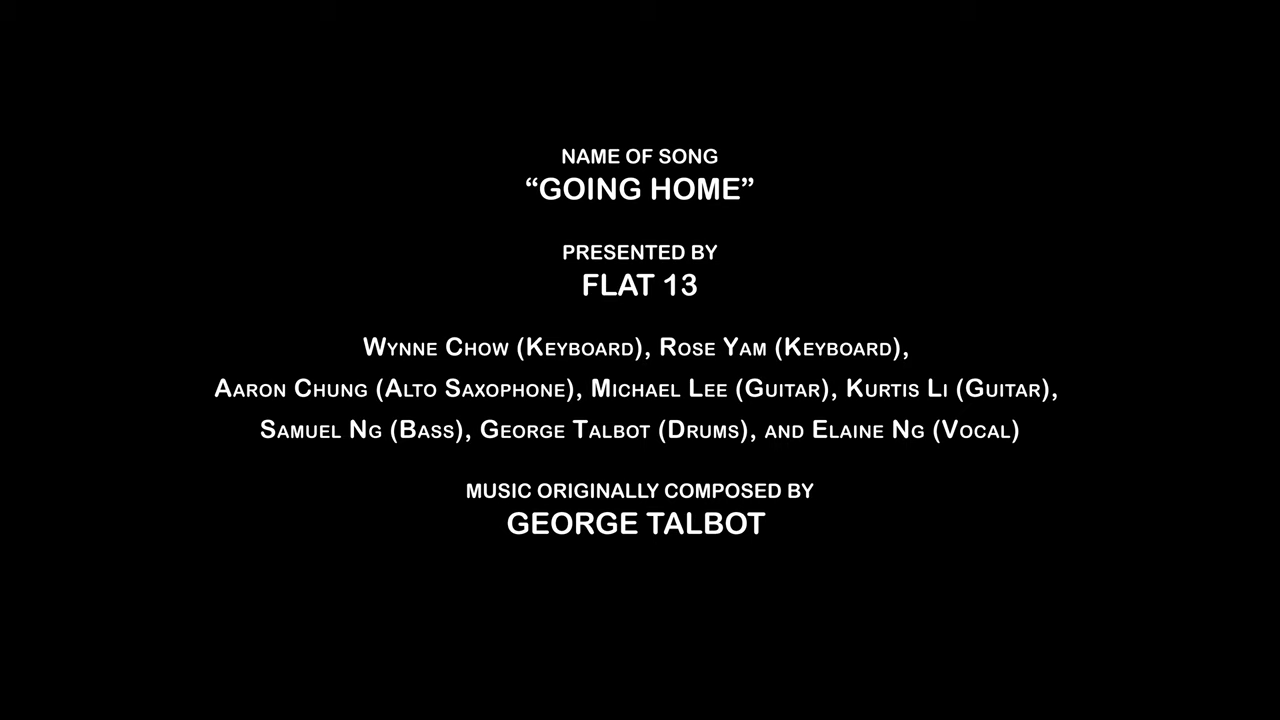 NAME OF SONG
“GOING HOME”
PRESENTED BY
FLAT 13
Wynne Chow (Keyboard), Rose Yam (Keyboard),
Aaron Chung (Alto Saxophone), Michael Lee (Guitar), Kurtis Li (Guitar),
Samuel Ng (Bass), George Talbot (Drums), and Elaine Ng (Vocal)
MUSIC ORIGINALLY COMPOSED BY
GEORGE TALBOT